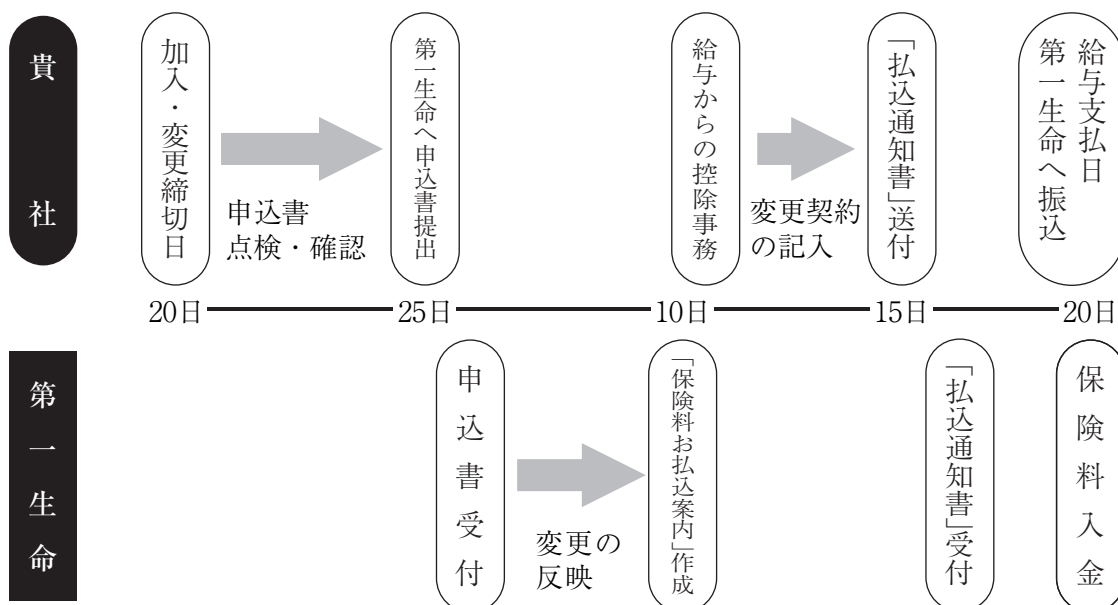 貴社
加入・変更締切日
申込書
点検・確認
第一生命へ申込書提出
給与からの控除事務
変更契約
の記入
「払込通知書」送付
給与支払日
第一生命へ振込
20日
25日
10日
15日
20日
第一生命
申込書受付
変更の
反映
「保険料お払込案内」作成
「払込通知書」受付
保険料入金